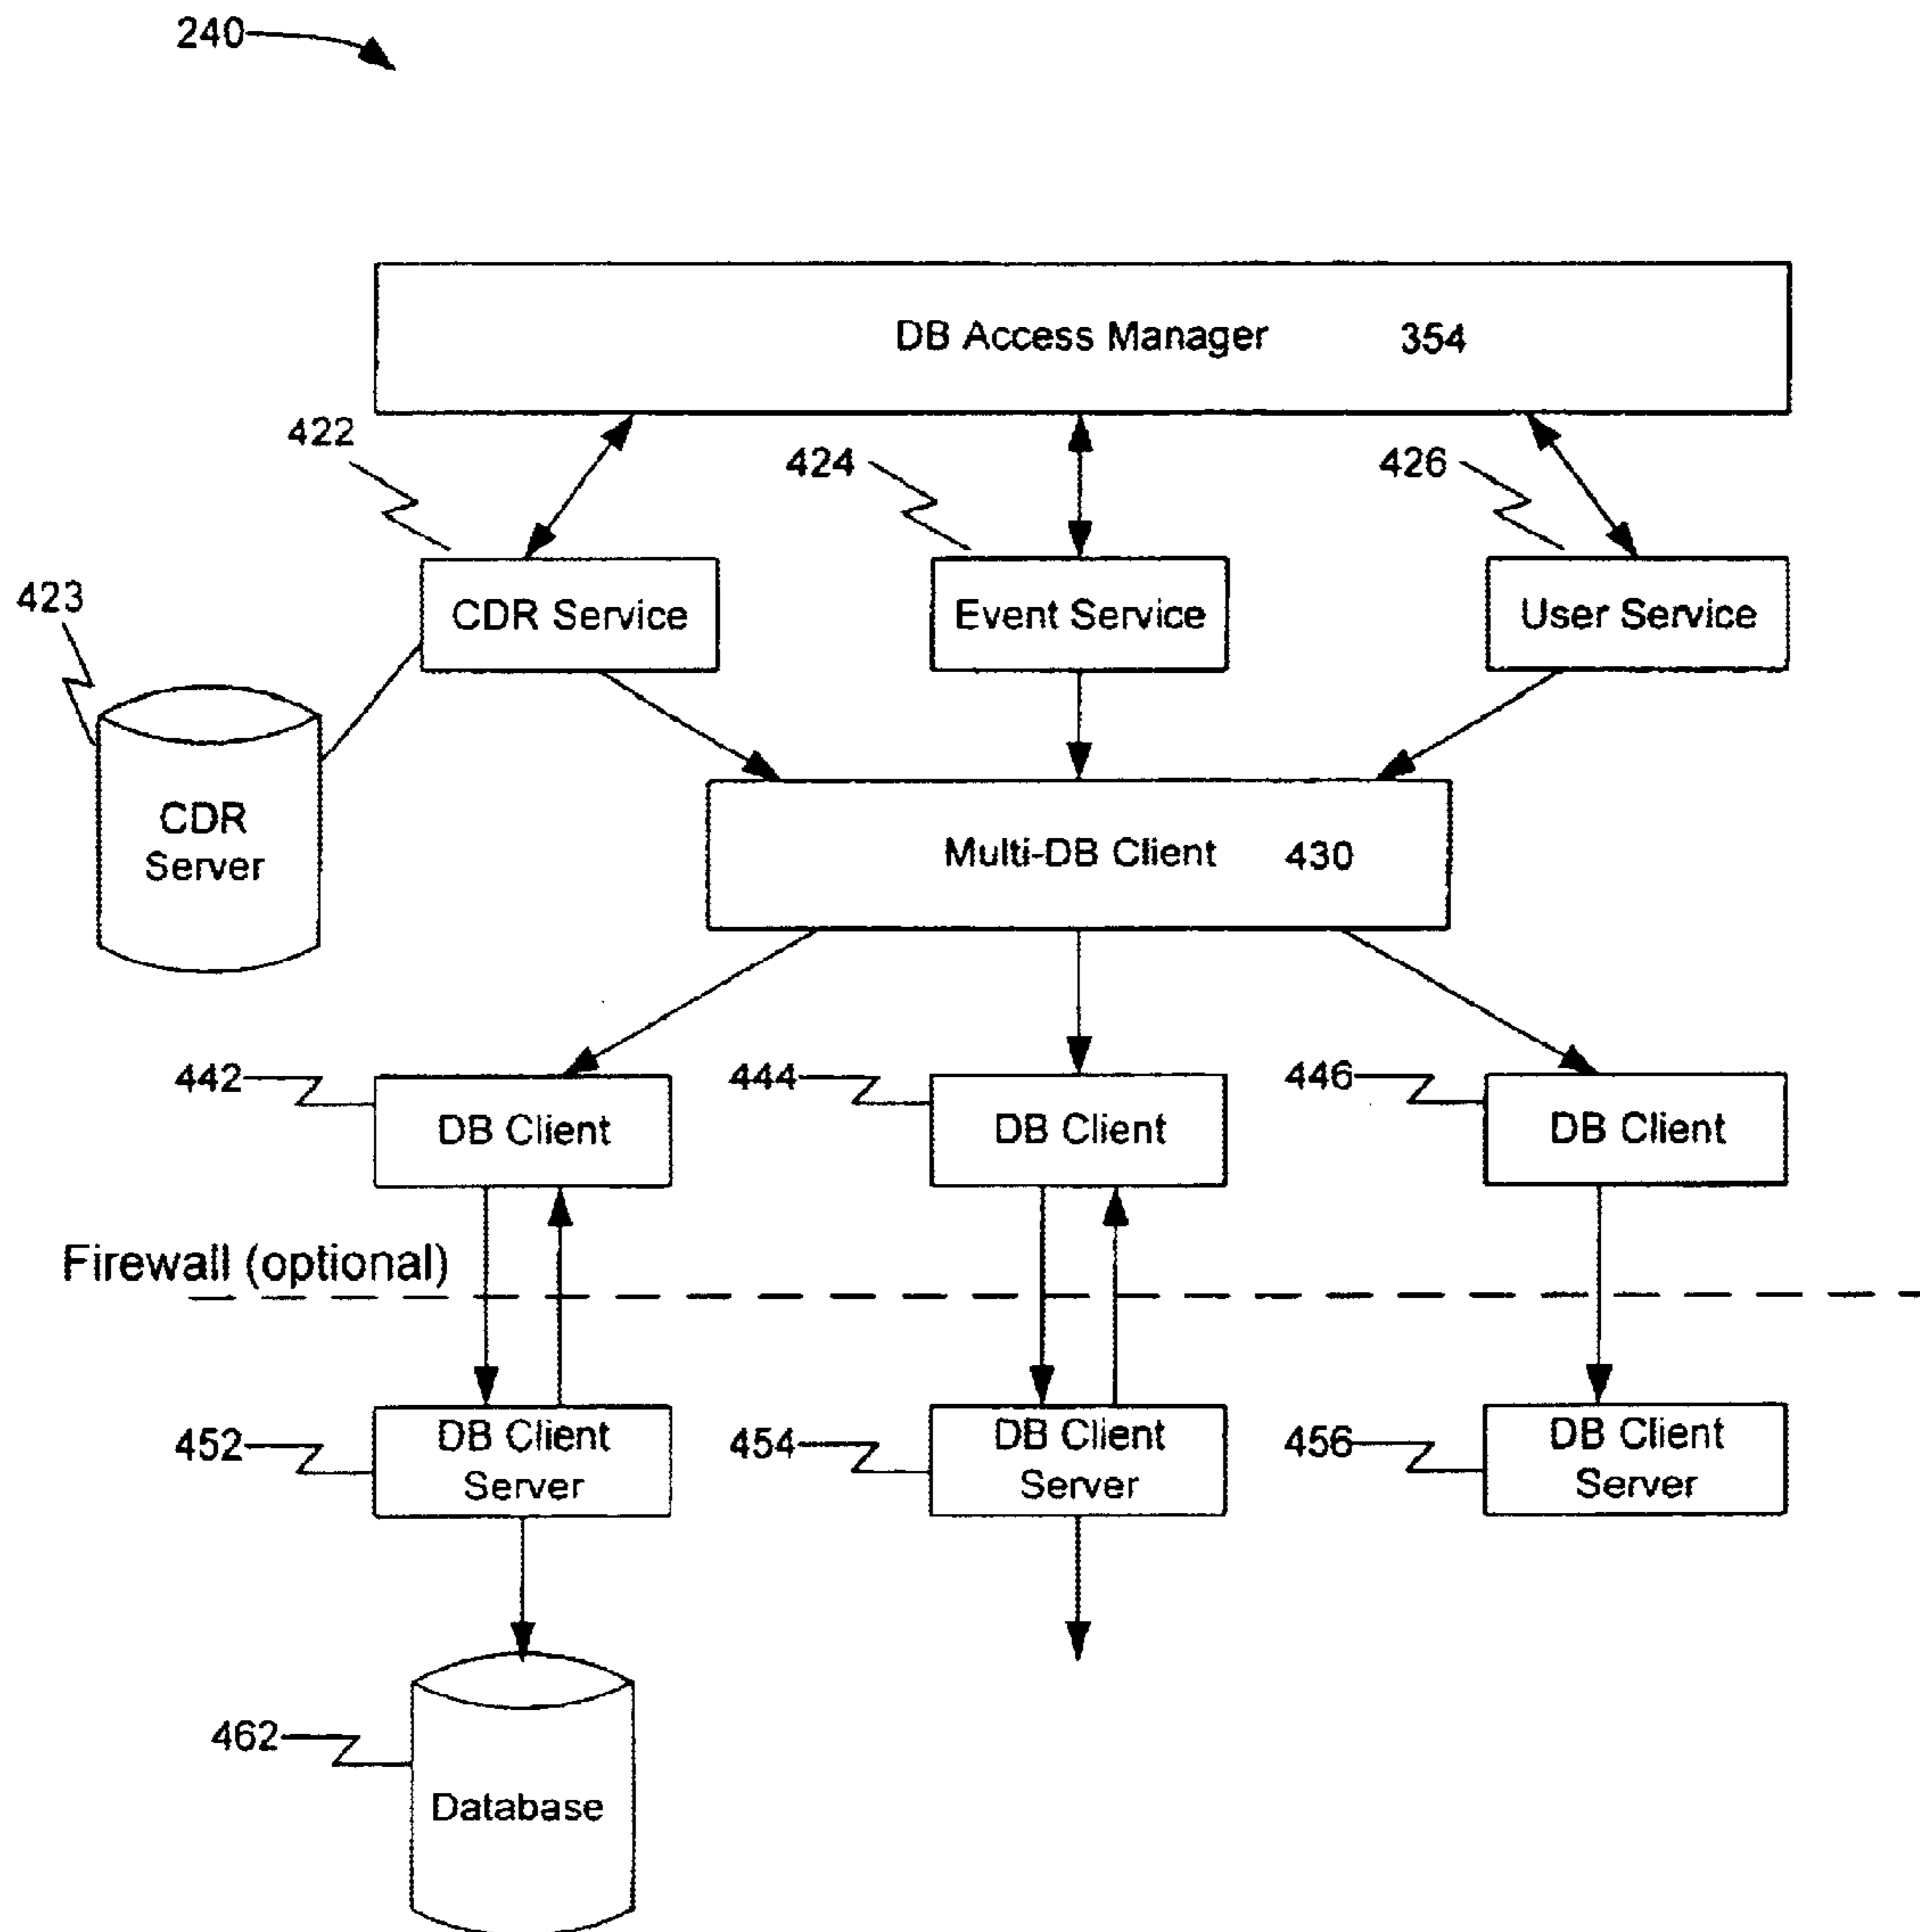 240
DB Access Manager 354
422
424
426
423
CDR Service
Event Service
User Service
CDR
Server
Multi-DB Client 430
442
DB Client
444
DB Client
446
DB Client
Firewall (optional)
452
DB Client
Server
454
DB Client
Server
456
DB Client
Server
462
Database